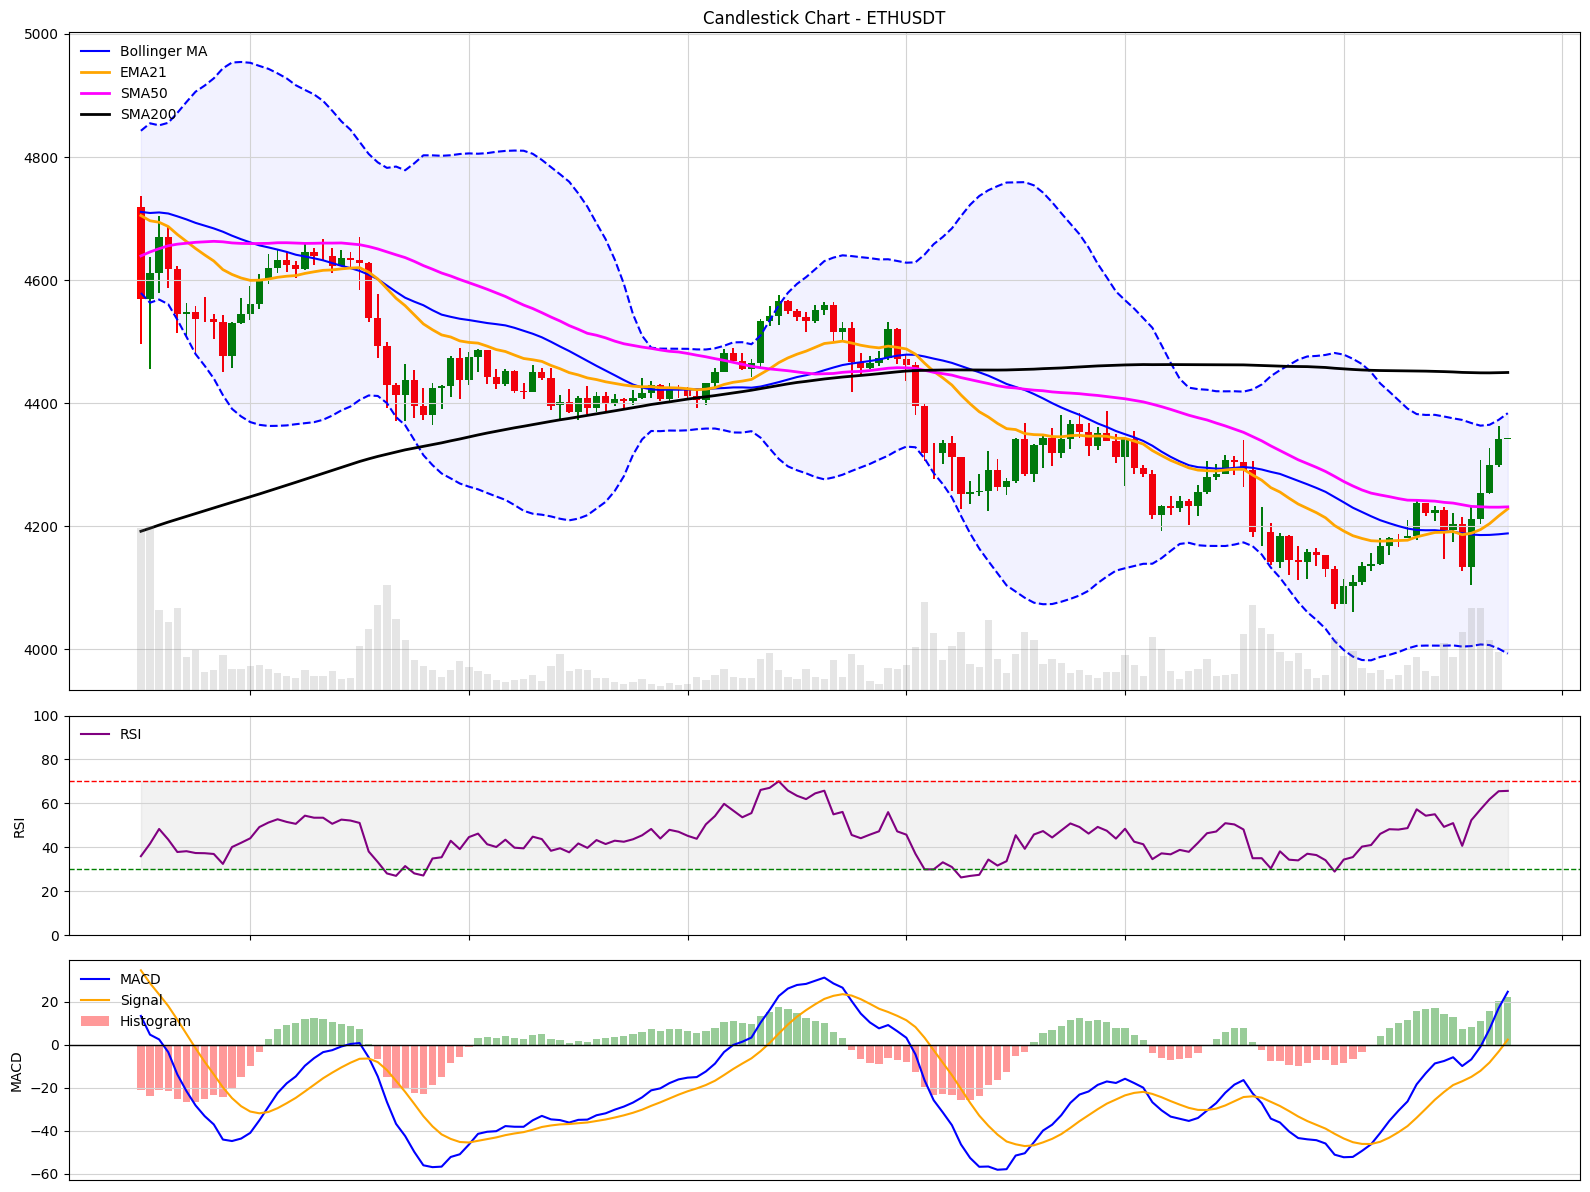 Candlestick Chart - ETHUSDT
5000
4800
4600
4400
4200
4000
Bollinger MA
EMA21
SMA50
SMA200
100
80
60
40
20
0
RSI
RSI
20
0
−20
−40
−60
MACD
MACD
Signal
Histogram